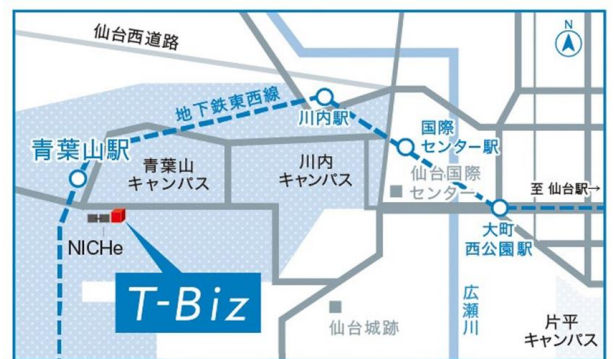 仙台西道路
N
地下鉄東西線
川内駅
国際
センター駅
青葉山駅
青葉山
キャンパス
川内
キャンパス
仙台国際
センター
至 仙台駅→
大町
西公園駅
NICHe
T-Biz
広瀬川
仙台城跡
片平
キャンパス